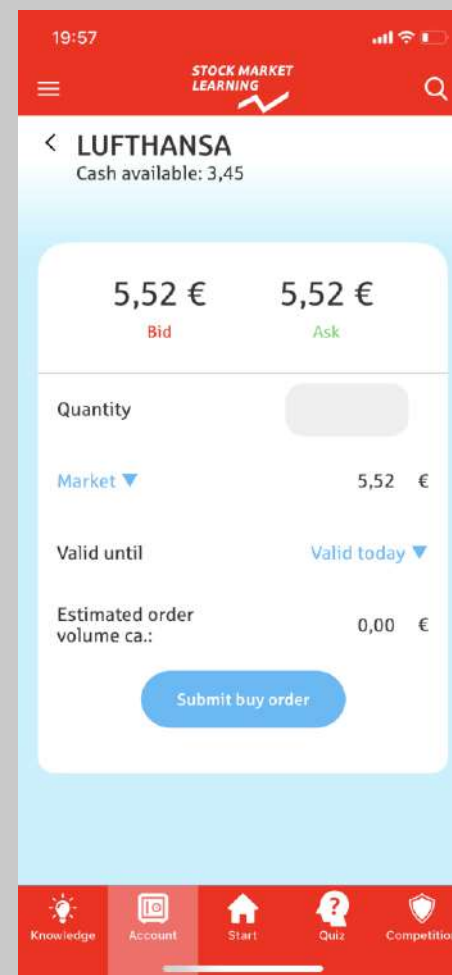 19:57
STOCK MARKET
LEARNING
LUFTHANSA
Cash available: 3,45
5,52 € 5,52 €
Bid Ask
Quantity
Market ▼ 5,52 €
Valid until Valid today ▼
Estimated order
volume ca.: 0,00 €
Submit buy order
Knowledge Account Start Quiz Competitio